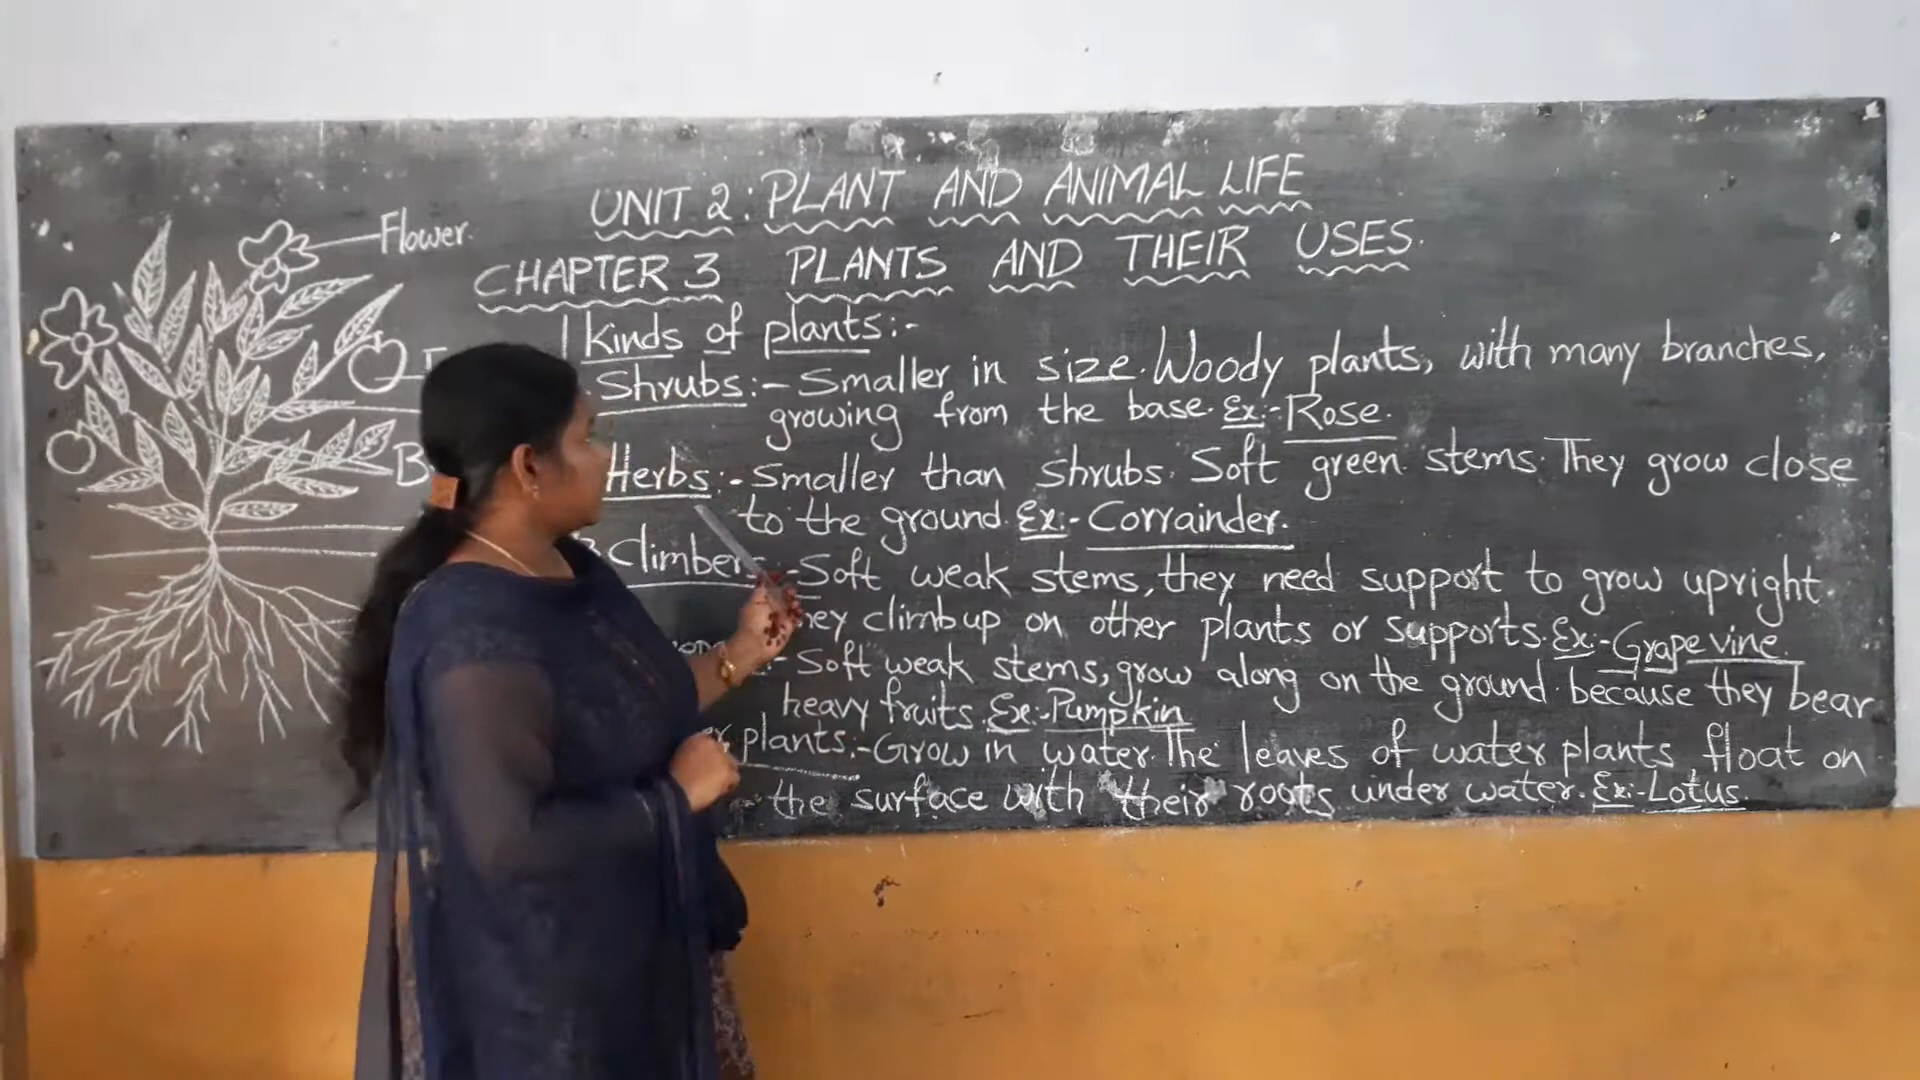 Flower.
UNIT 2: PLANT AND ANIMAL LIFE
CHAPTER 3 PLANTS AND THEIR USES.
Kinds of plants:-
Shrubs:- Smaller in size. Woody plants, with many branches,
growing from the base. Ex:- Rose.
Herbs:- Smaller than shrubs. Soft green stems. They grow close
to the ground. Ex:- Corrainder.
3 Climbers:- Soft weak stems, they need support to grow upright.
climb up on other plants or supports. Ex:- Grape vine.
- Soft weak stems, grow along on the ground because they bear
heavy fruits. Ex:- Pumpkin
plants:- Grow in water. The leaves of water plants float on
the surface with their roots under water. Ex:- Lotus.